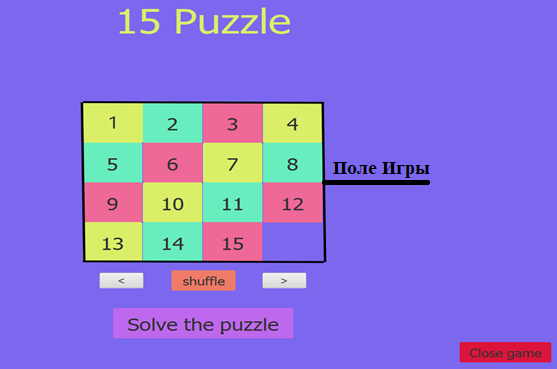 15 Puzzle
1 2 3 4
5 6 7 8
Поле Игры
9 10 11 12
13 14 15
< shuffle >
Solve the puzzle
Close game